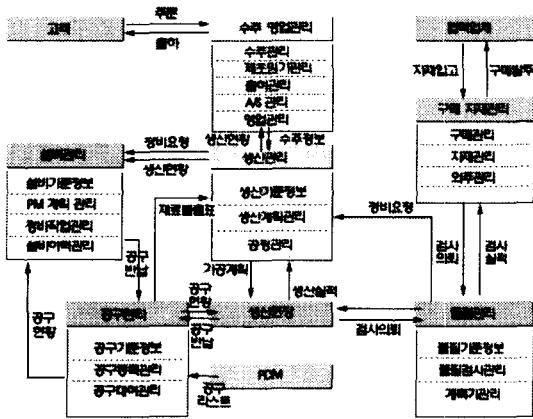 고객
주문
출하
수주 영업관리
수주관리
제조원가관리
출하관리
A/S 관리
영업관리
협력업체
자재입고
구매발주
구매 자재관리
구매관리
자재관리
외주관리
정비요청
생산현황
생산현황
수주정보
설비관리
설비기준정보
PM 계획 관리
정비작업관리
설비이력관리
생산관리
생산기준정보
생산계획관리
공정관리
재료불출표
정비요청
검사
의뢰
검사
실적
공구
반납
공구
현황
가공계획
생산실적
공구관리
공구기준정보
공구등록관리
공구대여관리
공구
현황
공구
반납
생산현장
검사의뢰
품질관리
품질기준정보
품질검사관리
계측기관리
공구
리스트
PDM